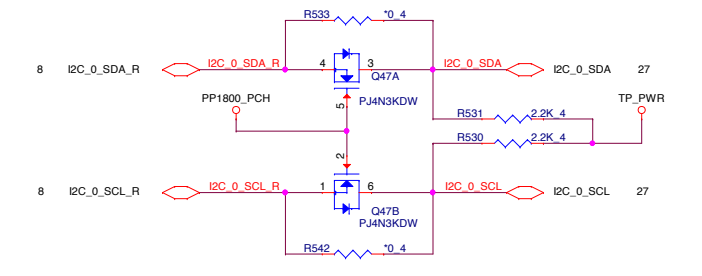 R533 *0_4
8 I2C_0_SDA_R I2C_0_SDA_R 4 3 I2C_0_SDA I2C_0_SDA 27
Q47A
PJ4N3KDW
PP1800_PCH 5 TP_PWR
R531 2.2K_4
R530 2.2K_4
2
8 I2C_0_SCL_R I2C_0_SCL_R 1 6 I2C_0_SCL I2C_0_SCL 27
Q47B
PJ4N3KDW
R542 *0_4